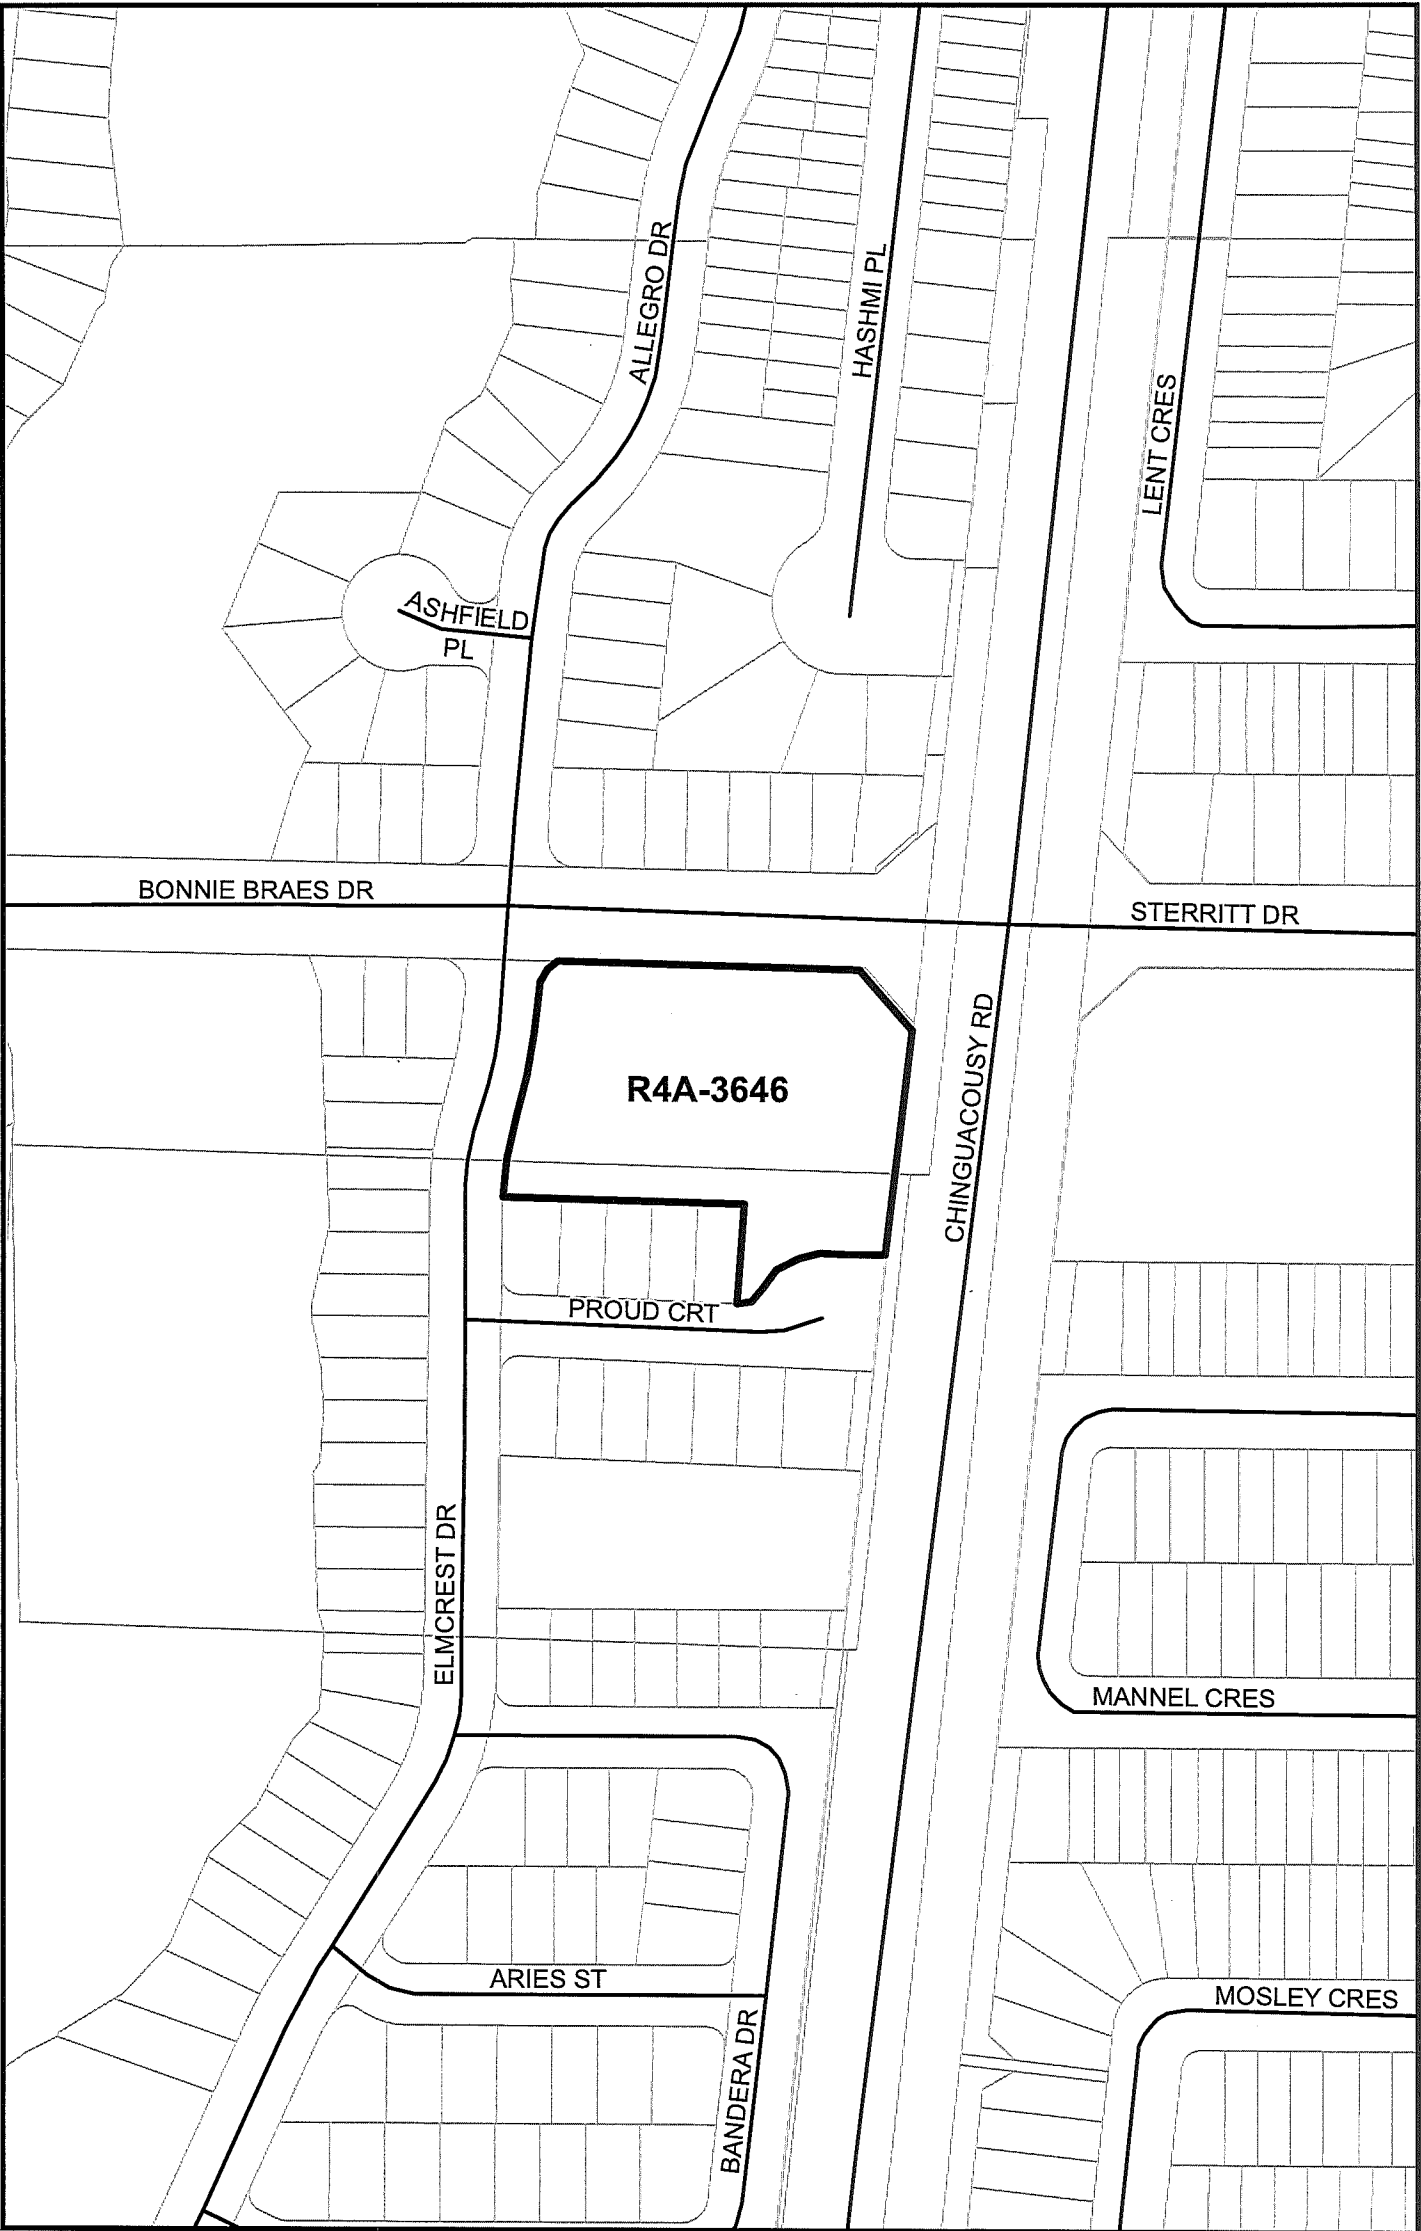 ALLEGRO DR
HASHMI PL
LENT CRES
ASHFIELD
PL
BONNIE BRAES DR
STERRITT DR
R4A-3646
CHINGUACOUSY RD
PROUD CRT
ELMCREST DR
MANNEL CRES
ARIES ST
MOSLEY CRES
BANDERA DR